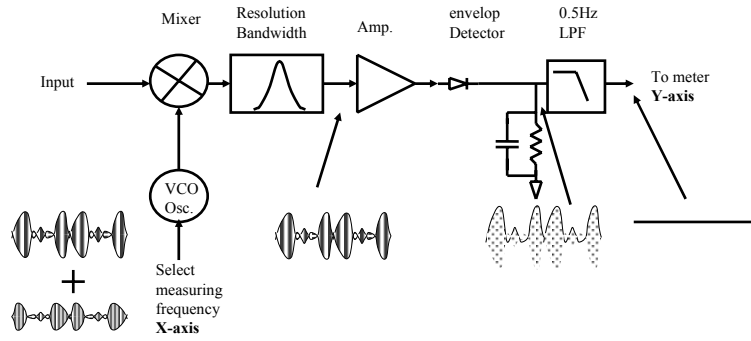 Mixer
Resolution
Bandwidth
Amp.
envelop
Detector
0.5Hz
LPF
Input
To meter
Y-axis
VCO
Osc.
Select
measuring
frequency
X-axis
+